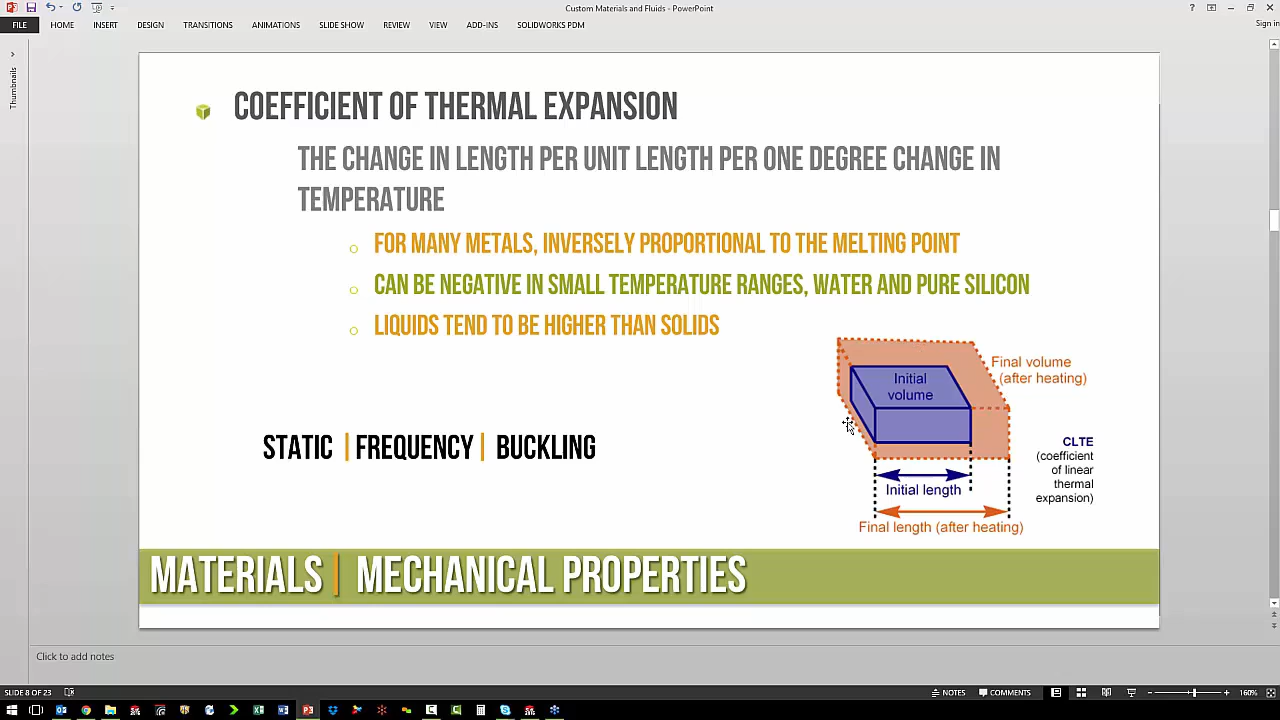 Custom Materials and Fluids - PowerPoint
FILE HOME INSERT DESIGN TRANSITIONS ANIMATIONS SLIDE SHOW REVIEW VIEW ADD-INS SOLIDWORKS PDM
Sign in
Thumbnails
COEFFICIENT OF THERMAL EXPANSION
THE CHANGE IN LENGTH PER UNIT LENGTH PER ONE DEGREE CHANGE IN
TEMPERATURE
FOR MANY METALS, INVERSELY PROPORTIONAL TO THE MELTING POINT
CAN BE NEGATIVE IN SMALL TEMPERATURE RANGES, WATER AND PURE SILICON
LIQUIDS TEND TO BE HIGHER THAN SOLIDS
Initial
volume
Final volume
(after heating)
CLTE
(coefficient
of linear
thermal
expansion)
Initial length
Final length (after heating)
STATIC | FREQUENCY | BUCKLING
MATERIALS | MECHANICAL PROPERTIES
Click to add notes
SLIDE 8 OF 23
NOTES COMMENTS 160%